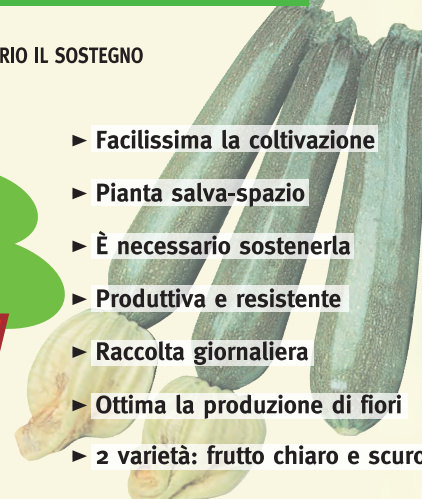 RIO IL SOSTEGNO
► Facilissima la coltivazione
► Pianta salva-spazio
► È necessario sostenerla
► Produttiva e resistente
► Raccolta giornaliera
► Ottima la produzione di fiori
► 2 varietà: frutto chiaro e scuro